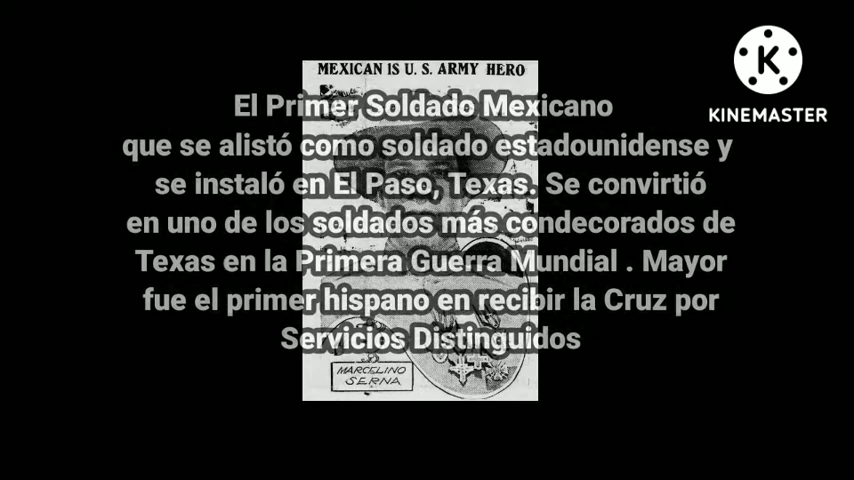 MEXICAN IS U. S. ARMY HERO
El Primer Soldado Mexicano
que se alistó como soldado estadounidense y
se instaló en El Paso, Texas. Se convirtió
en uno de los soldados más condecorados de
Texas en la Primera Guerra Mundial . Mayor
fue el primer hispano en recibir la Cruz por
Servicios Distinguidos
MARCELINO
SERNA
K
KINEMASTER